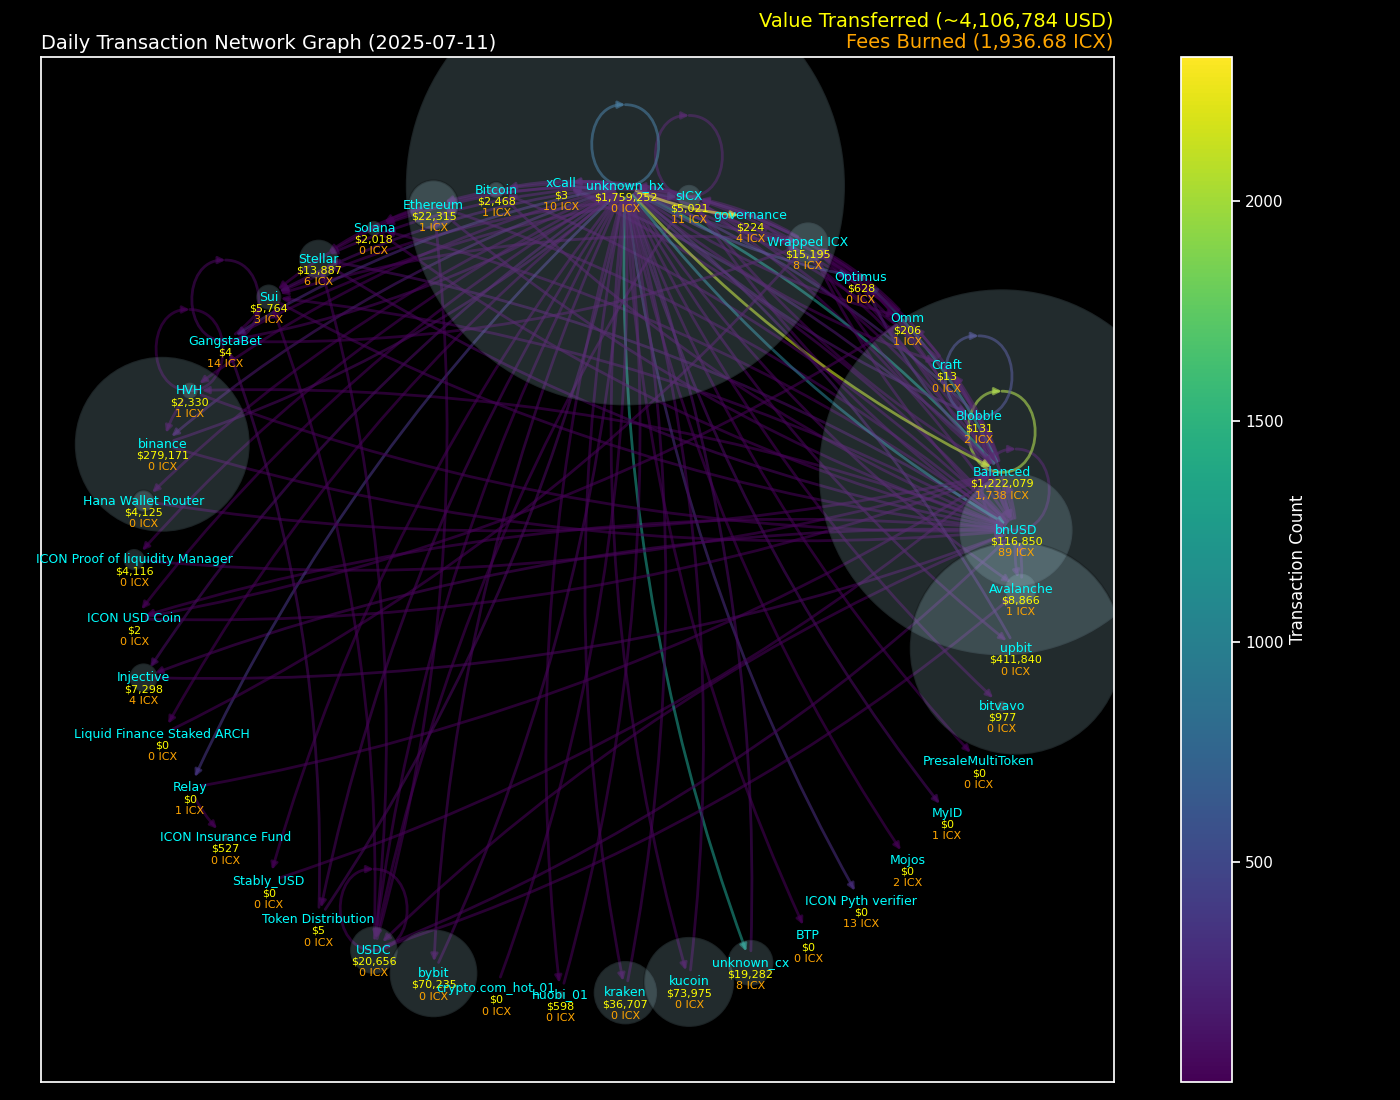 Value Transferred (~4,106,784 USD)
Daily Transaction Network Graph (2025-07-11)
Fees Burned (1,936.68 ICX)
xCall
$3
10 ICX
unknown_hx
$1,759,252
0 ICX
Bitcoin
$2,468
1 ICX
sICX
$5,021
11 ICX
Ethereum
$22,315
1 ICX
governance
$224
4 ICX
Solana
$2,018
0 ICX
Wrapped ICX
$15,195
8 ICX
Stellar
$13,887
6 ICX
Optimus
$628
0 ICX
Sui
$5,764
3 ICX
Omm
$206
1 ICX
GangstaBet
$4
14 ICX
Craft
$13
0 ICX
HVH
$2,330
1 ICX
Blobble
$131
2 ICX
binance
$279,171
0 ICX
Balanced
$1,222,079
1,738 ICX
Hana Wallet Router
$4,125
0 ICX
bnUSD
$116,850
89 ICX
ICON Proof of liquidity Manager
$4,116
0 ICX
Avalanche
$8,866
1 ICX
ICON USD Coin
$2
0 ICX
upbit
$411,840
0 ICX
Injective
$7,298
4 ICX
bitvavo
$977
0 ICX
Liquid Finance Staked ARCH
$0
0 ICX
PresaleMultiToken
$0
0 ICX
Relay
$0
1 ICX
MyID
$0
1 ICX
ICON Insurance Fund
$527
0 ICX
Mojos
$0
2 ICX
Stably_USD
$0
0 ICX
ICON Pyth verifier
$0
13 ICX
Token Distribution
$5
0 ICX
BTP
$0
0 ICX
USDC
$20,656
0 ICX
unknown_cx
$19,282
8 ICX
bybit
$70,235
0 ICX
kucoin
$73,975
0 ICX
crypto.com_hot_01
$0
0 ICX
huobi_01
$598
0 ICX
kraken
$36,707
0 ICX
2000
1500
1000
500
Transaction Count